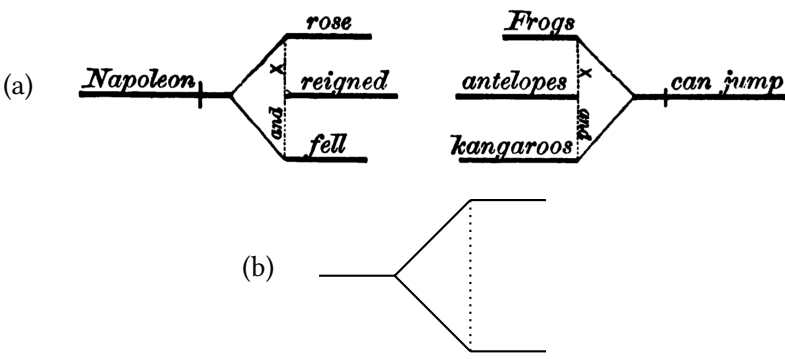 (a)
rose
Napoleon
X
reigned
and
fell
Frogs
antelopes
X
can jump
and
kangaroos
(b)